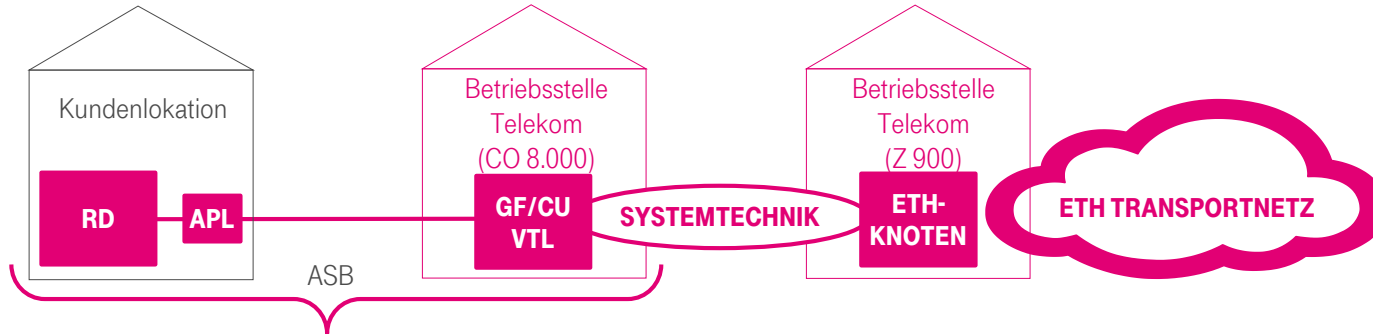 Kundenlokation
RD
APL
Betriebsstelle
Telekom
(CO 8.000)
GF/CU
VTL
SYSTEMTECHNIK
Betriebsstelle
Telekom
(Z 900)
ETH-
KNOTEN
ETH TRANSPORTNETZ
ASB